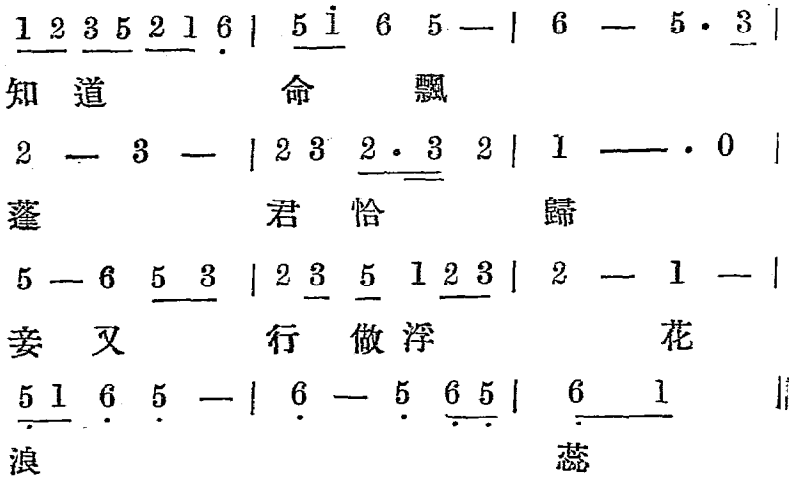 1 2 3 5 2 1 6̣ | 5 i 6 5 — | 6 — 5 · 3 |
知 道 命 飄
2 — 3 — | 2 3 2 · 3 2 | 1 —— · 0 |
蓬 君 恰 歸
5 — 6 5 3 | 2 3 5 1 2 3 | 2 — 1 — |
妾 又 行 做 浮 花
5̣ 1 6̣ 5̣ — | 6̣ — 5̣ 6̣ 5̣ | 6̣ 1 ‖
浪 蕊